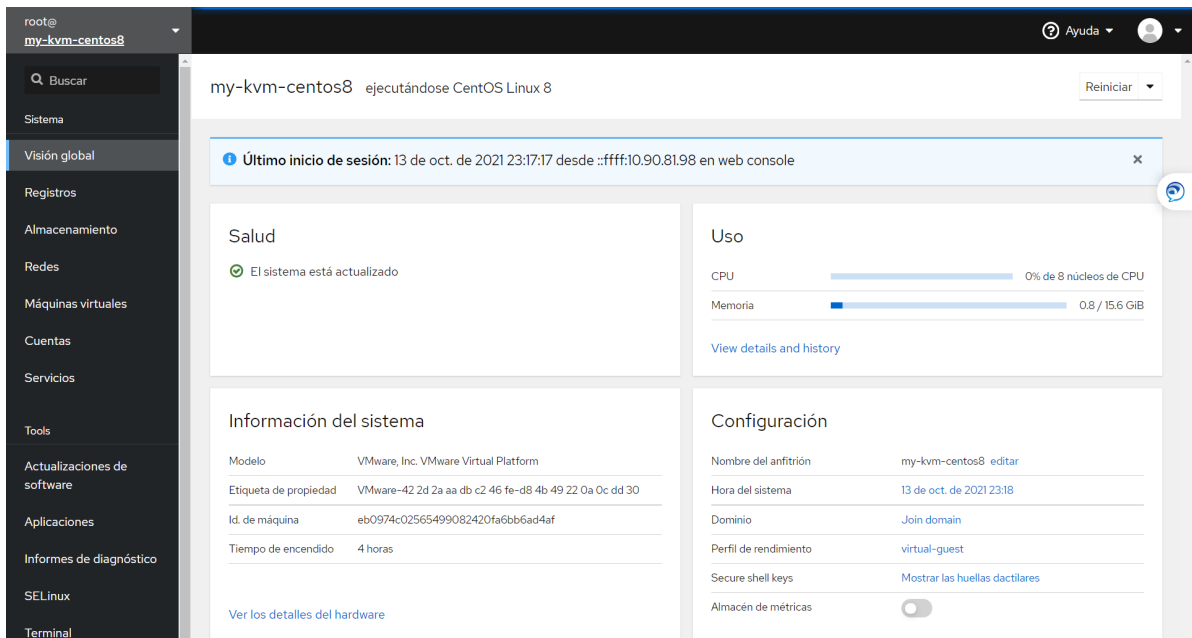 root@
my-kvm-centos8
Ayuda
Buscar
Sistema
Visión global
Registros
Almacenamiento
Redes
Máquinas virtuales
Cuentas
Servicios
Tools
Actualizaciones de
software
Aplicaciones
Informes de diagnóstico
SELinux
Terminal
my-kvm-centos8 ejecutándose CentOS Linux 8
Reiniciar
Último inicio de sesión: 13 de oct. de 2021 23:17:17 desde ::ffff:10.90.81.98 en web console
Salud
El sistema está actualizado
Uso
CPU 0% de 8 núcleos de CPU
Memoria 0.8 / 15.6 GiB
View details and history
Información del sistema
Modelo VMware, Inc. VMware Virtual Platform
Etiqueta de propiedad VMware-42 2d 2a aa db c2 46 fe-d8 4b 49 22 0a 0c dd 30
Id. de máquina eb0974c02565499082420fa6bb6ad4af
Tiempo de encendido 4 horas
Ver los detalles del hardware
Configuración
Nombre del anfitrión my-kvm-centos8 editar
Hora del sistema 13 de oct. de 2021 23:18
Dominio Join domain
Perfil de rendimiento virtual-guest
Secure shell keys Mostrar las huellas dactilares
Almacén de métricas